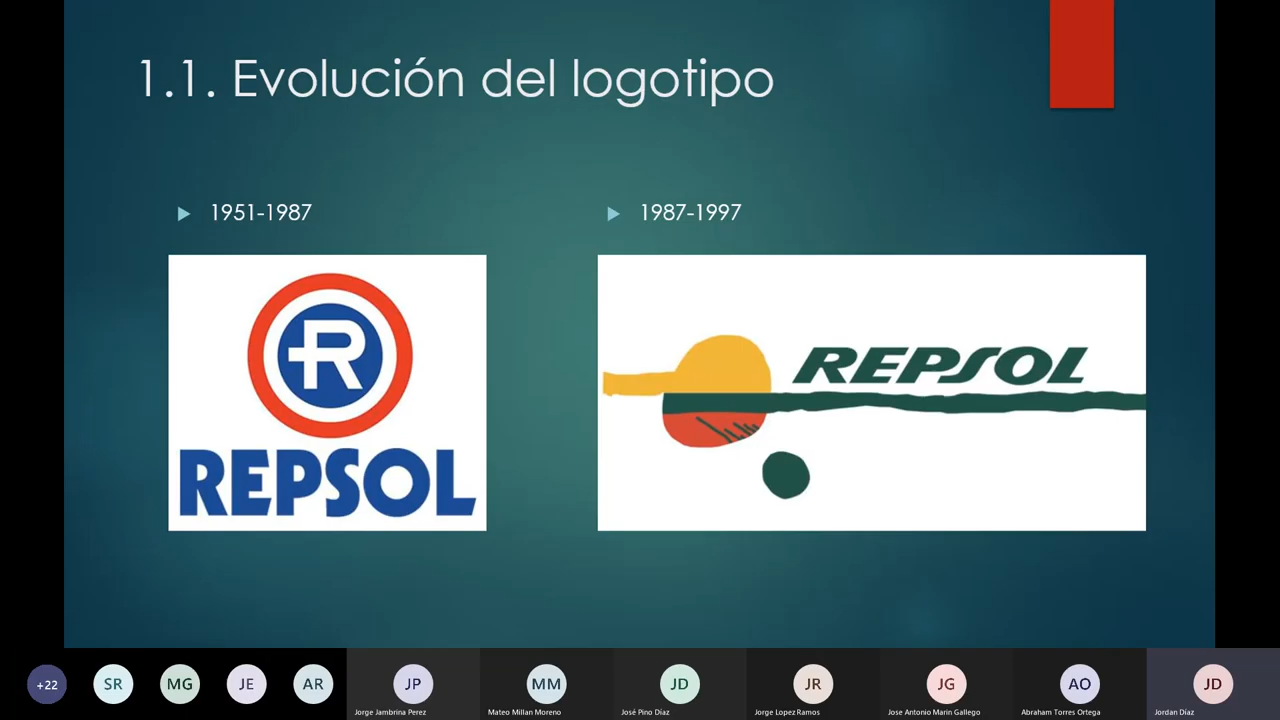 1.1. Evolución del logotipo
1951-1987
1987-1997
R
REPSOL
REPSOL
+22
SR
MG
JE
AR
JP
MM
JD
JR
JG
AO
JD
Jorge Jambrina Perez
Mateo Millan Moreno
José Pino Díaz
Jorge Lopez Ramos
Jose Antonio Marin Gallego
Abraham Torres Ortega
Jordan Díaz